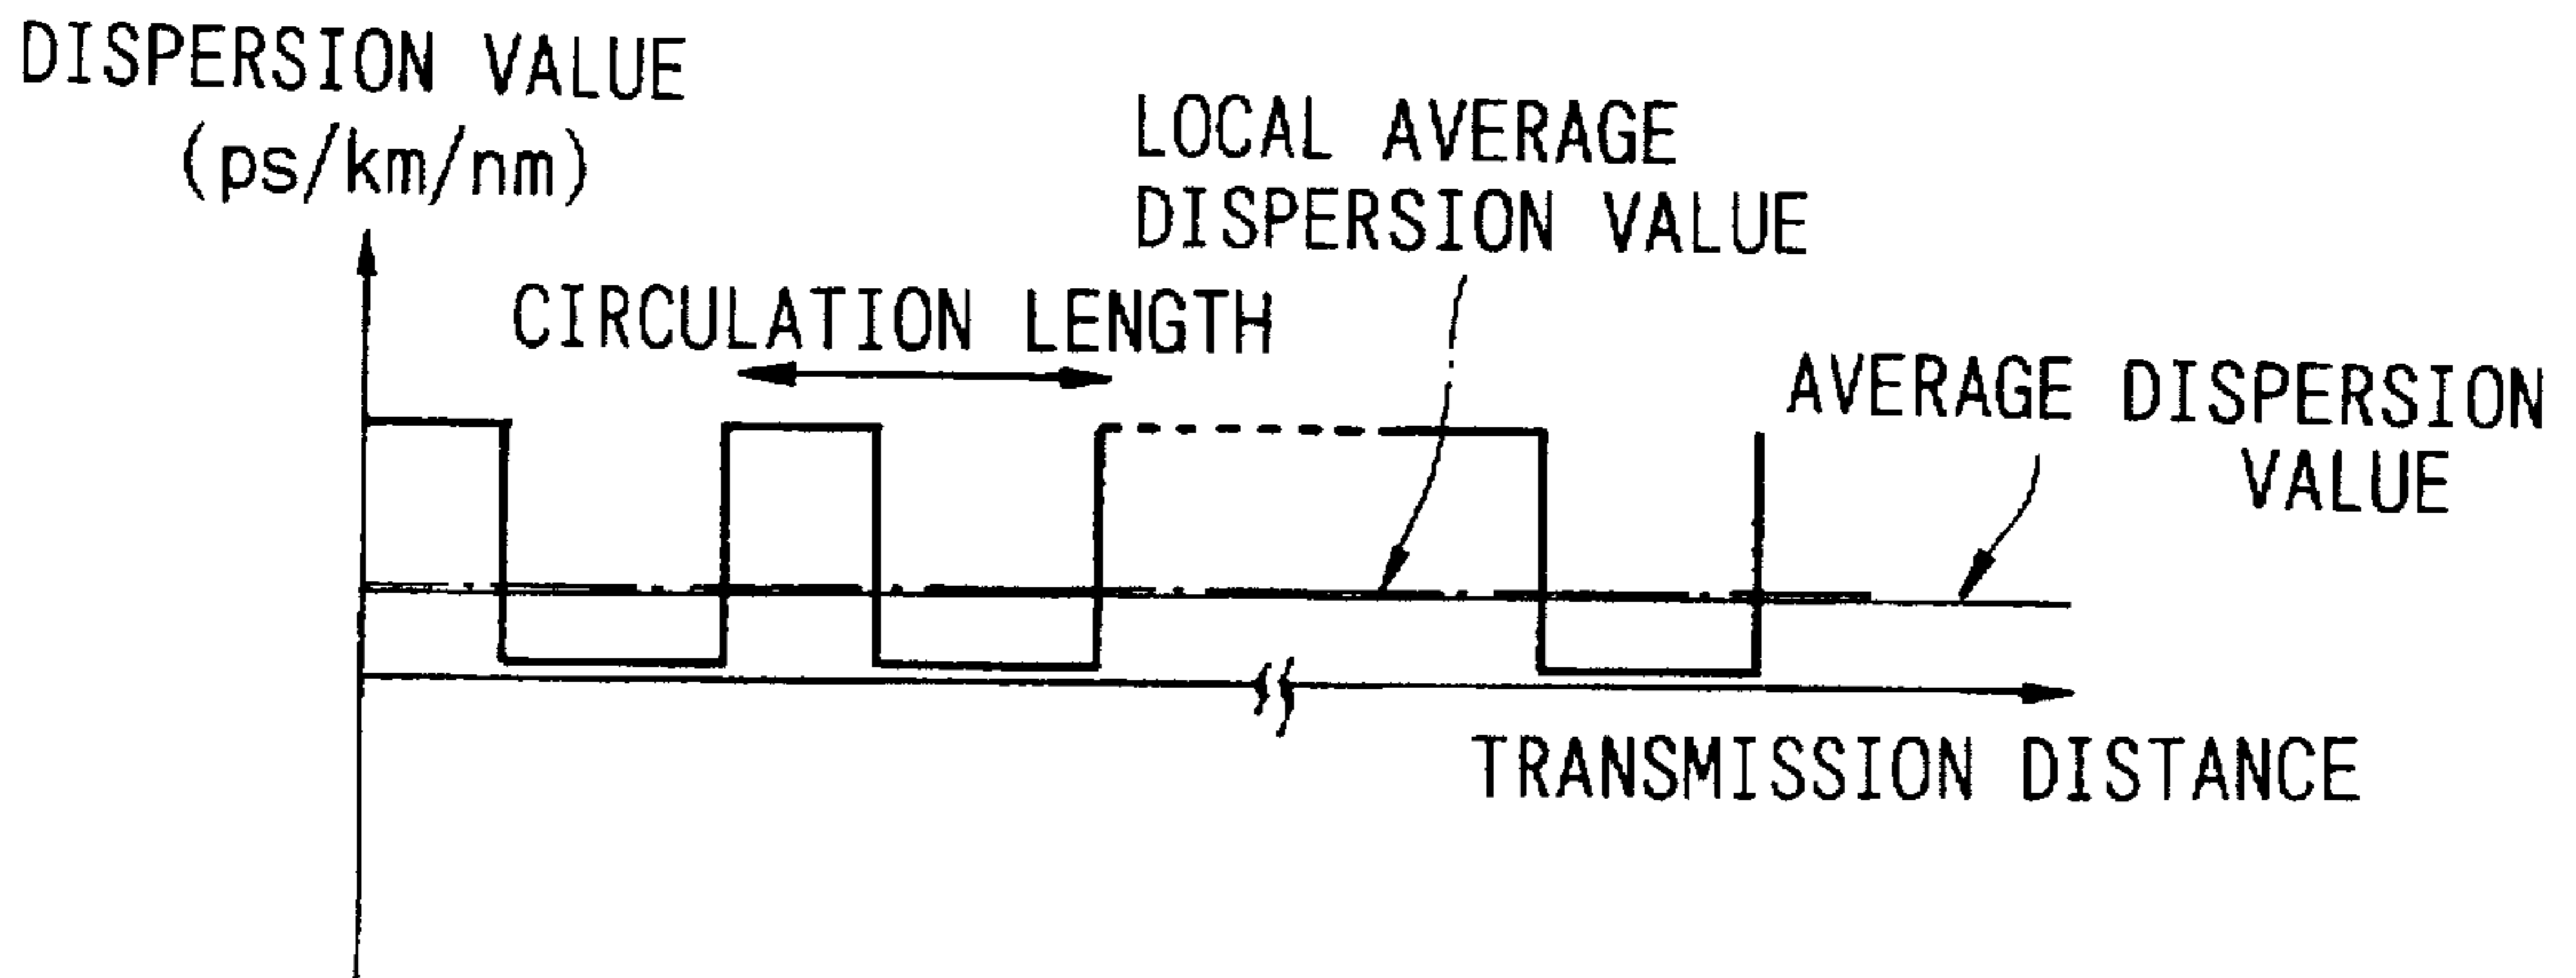 DISPERSION VALUE
(ps/km/nm)
LOCAL AVERAGE
DISPERSION VALUE
CIRCULATION LENGTH
AVERAGE DISPERSION
VALUE
TRANSMISSION DISTANCE